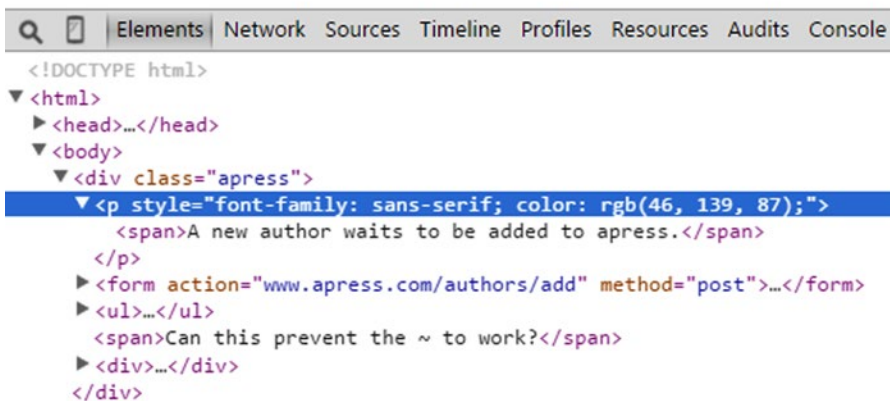 Elements Network Sources Timeline Profiles Resources Audits Console
<!DOCTYPE html>
▼<html>
▶<head>…</head>
▼<body>
▼<div class="apress">
▼<p style="font-family: sans-serif; color: rgb(46, 139, 87);">
<span>A new author waits to be added to apress.</span>
</p>
▶<form action="www.apress.com/authors/add" method="post">…</form>
▶<ul>…</ul>
<span>Can this prevent the ~ to work?</span>
▶<div>…</div>
</div>